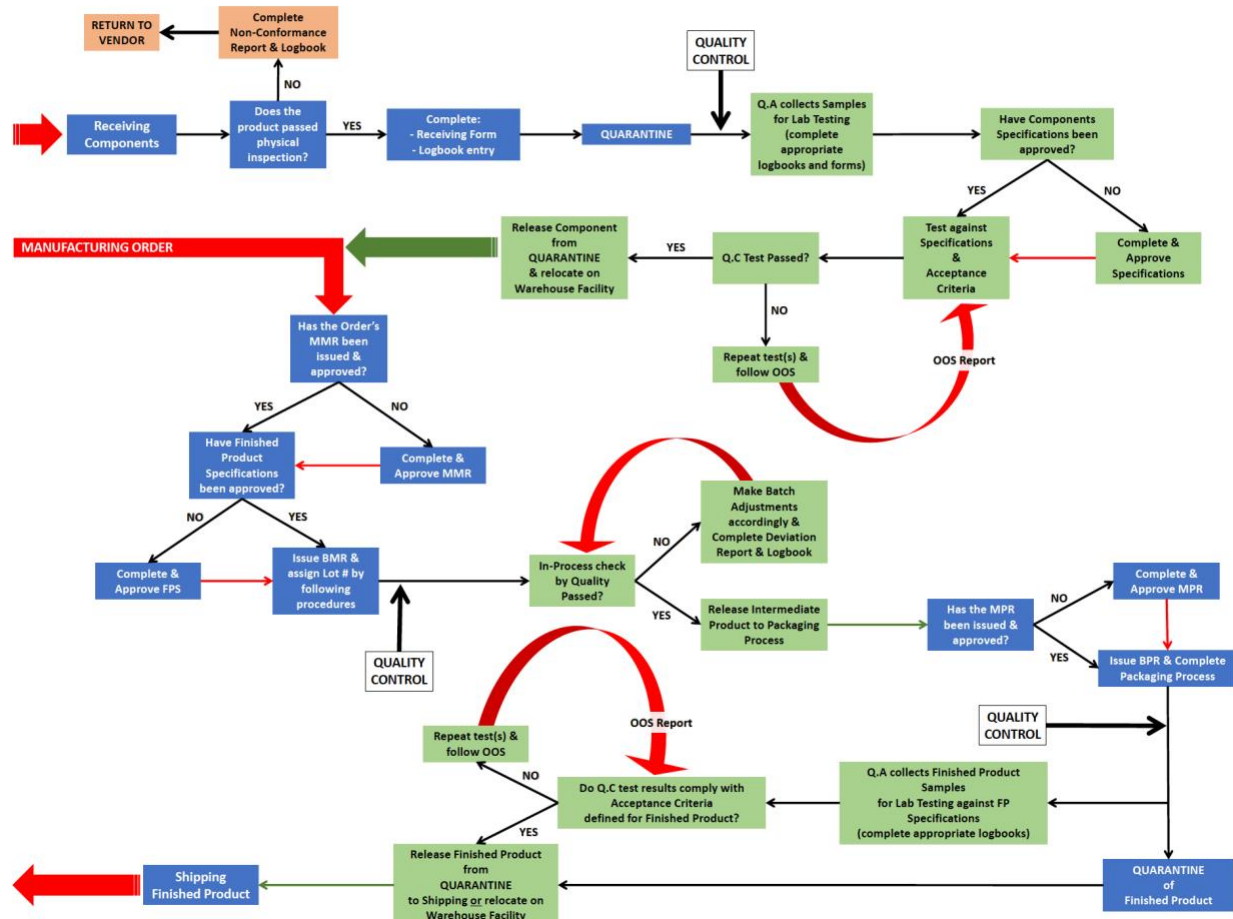 RETURN TO
VENDOR
Complete
Non-Conformance
Report & Logbook
QUALITY
CONTROL
NO
Receiving
Components
Does the
product passed
physical
inspection?
YES
Complete:
- Receiving Form
- Logbook entry
QUARANTINE
Q.A collects Samples
for Lab Testing
(complete
appropriate
logbooks and forms)
Have Components
Specifications been
approved?
YES
NO
MANUFACTURING ORDER
Release Component
from
QUARANTINE
& relocate on
Warehouse Facility
YES
Q.C Test Passed?
Test against
Specifications
&
Acceptance
Criteria
Complete &
Approve Specifications
NO
Has the Order's
MMR been
issued &
approved?
Repeat test(s) &
follow OOS
OOS Report
YES
NO
Have Finished
Product
Specifications
been approved?
Complete &
Approve MMR
NO
YES
Make Batch
Adjustments
accordingly &
Complete Deviation
Report & Logbook
Complete &
Approve FPS
Issue BMR &
assign Lot # by
following
procedures
In-Process check
by Quality
Passed?
NO
YES
Release Intermediate
Product to Packaging
Process
Has the MPR
been issued &
approved?
NO
YES
Complete &
Approve MPR
Issue BPR & Complete
Packaging Process
QUALITY
CONTROL
QUALITY
CONTROL
Repeat test(s) &
follow OOS
OOS Report
NO
Do Q.C test results comply with
Acceptance Criteria
defined for Finished Product?
YES
Q.A collects Finished Product
Samples
for Lab Testing against FP
Specifications
(complete appropriate logbooks)
Shipping
Finished Product
Release Finished Product
from
QUARANTINE
to Shipping or relocate on
Warehouse Facility
QUARANTINE
of
Finished Product